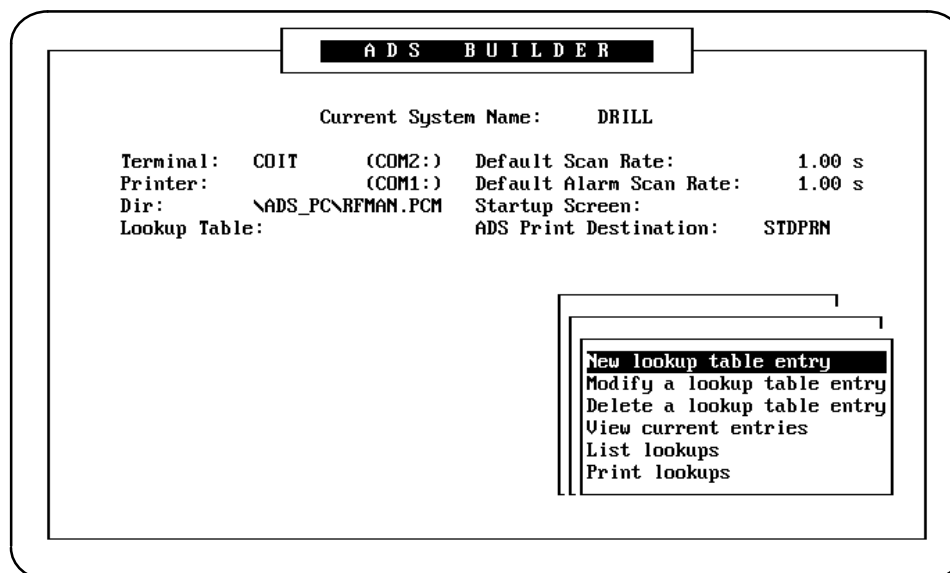 ADS BUILDER
Current System Name: DRILL
Terminal: COIT (COM2:) Default Scan Rate: 1.00 s
Printer: (COM1:) Default Alarm Scan Rate: 1.00 s
Dir: \ADS_PC\RFMAN.PCM Startup Screen:
Lookup Table: ADS Print Destination: STDPRN
New lookup table entry
Modify a lookup table entry
Delete a lookup table entry
View current entries
List lookups
Print lookups